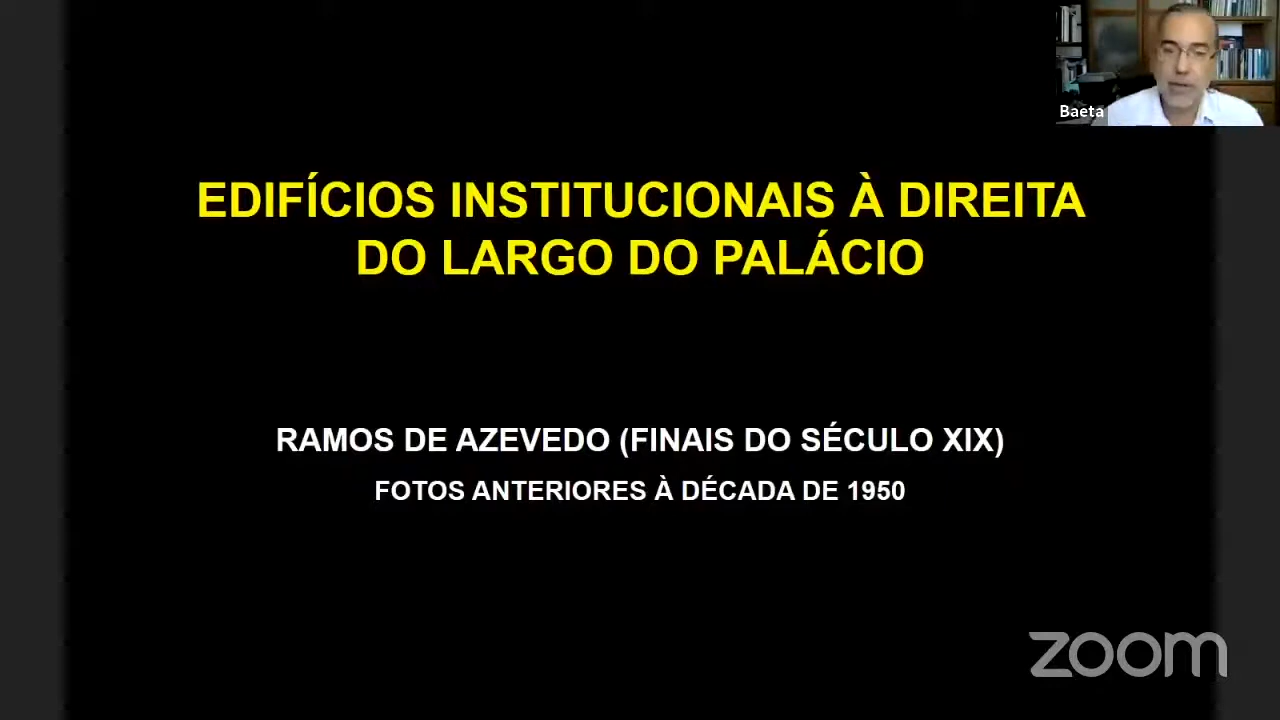 Baeta
EDIFÍCIOS INSTITUCIONAIS À DIREITA
DO LARGO DO PALÁCIO
RAMOS DE AZEVEDO (FINAIS DO SÉCULO XIX)
FOTOS ANTERIORES À DÉCADA DE 1950
zoom